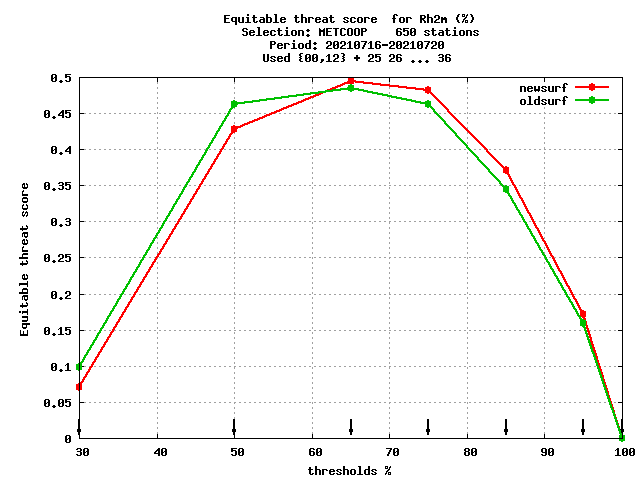 Equitable threat score  for Rh2m (%)
Selection: METCOOP    650 stations
Period: 20210716-20210720
Used {00,12} + 25 26 ... 36
newsurf
oldsurf
Equitable threat score
0.5
0.45
0.4
0.35
0.3
0.25
0.2
0.15
0.1
0.05
0
30 40 50 60 70 80 90 100
thresholds %